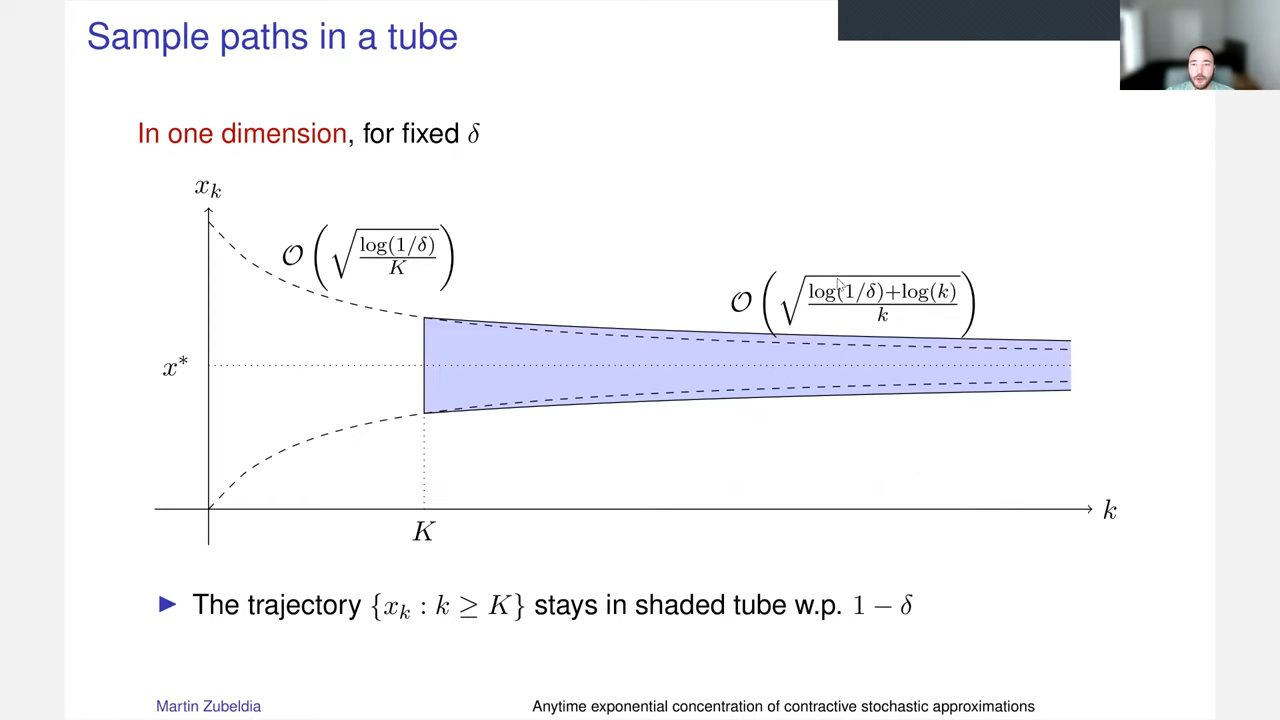 Sample paths in a tube
In one dimension, for fixed δ
x_k
O(√(log(1/δ)/K))
O(√((log(1/δ)+log(k))/k))
x*
k
K
▶ The trajectory {x_k : k ≥ K} stays in shaded tube w.p. 1 − δ
Martin Zubeldia Anytime exponential concentration of contractive stochastic approximations